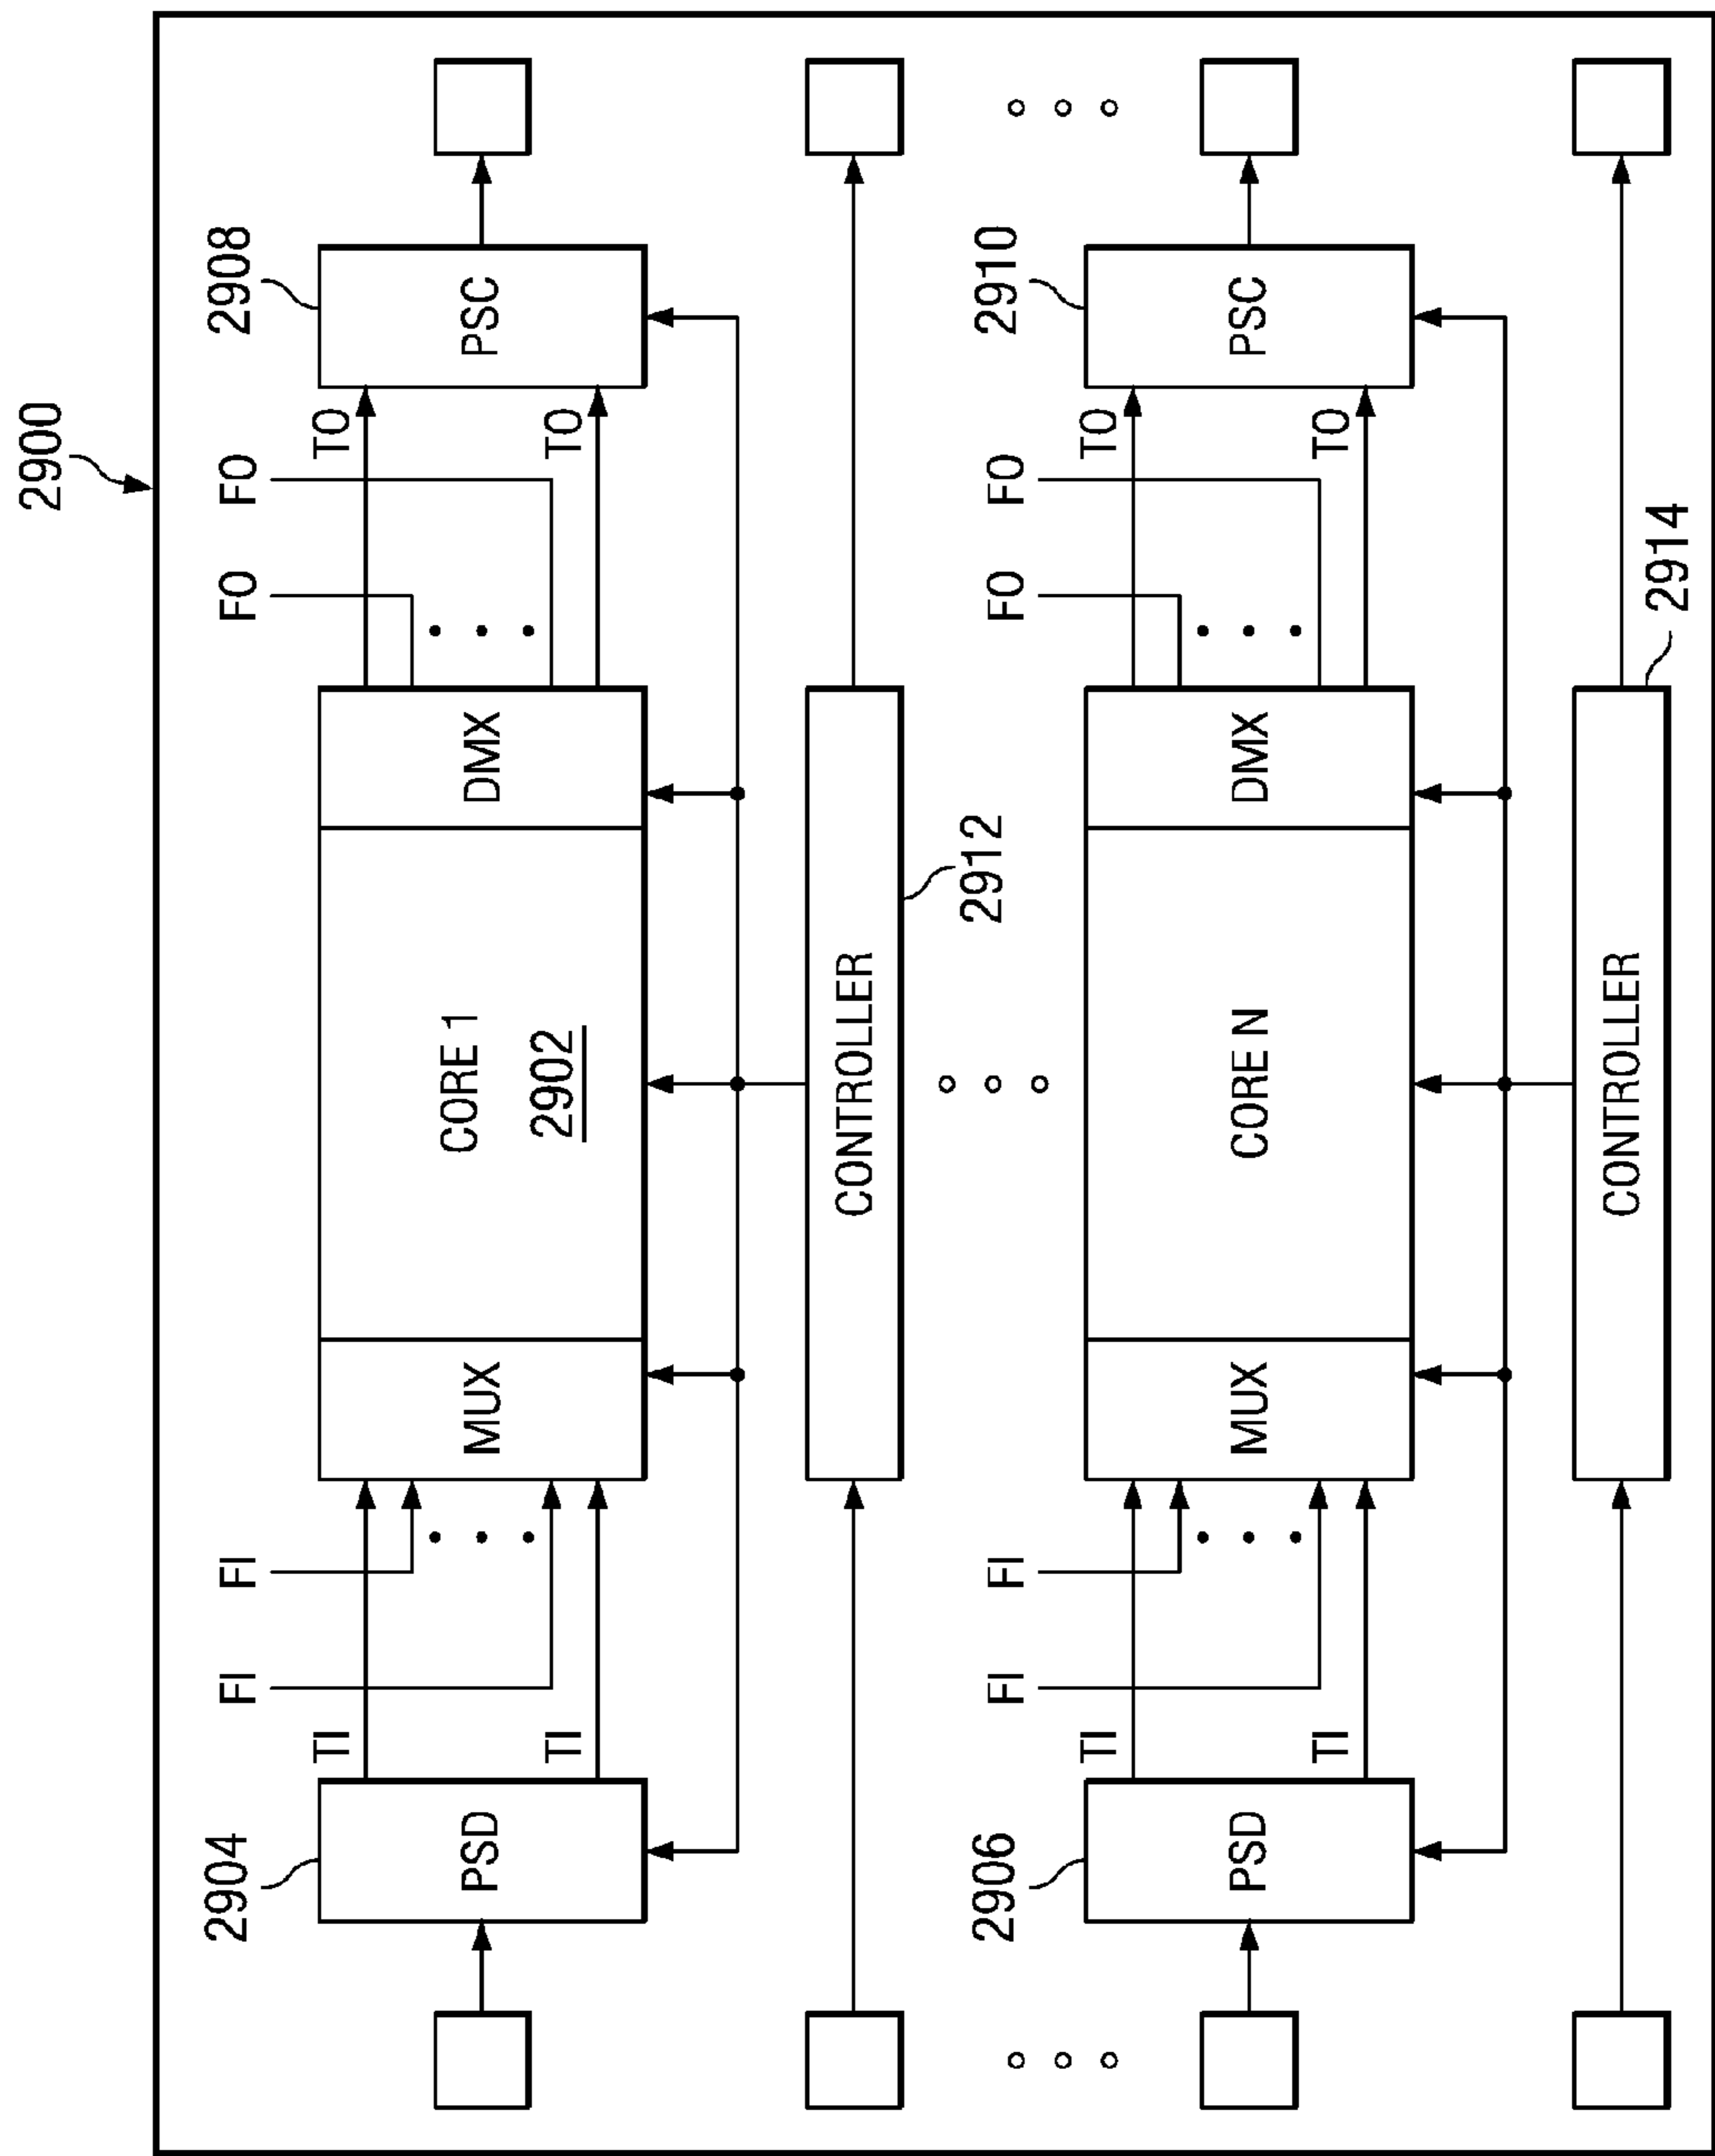 2900
2904
2908
FI
FI
FO
FO
TI
TO
PSD
MUX
CORE 1
2902
DMX
PSC
TI
TO
CONTROLLER
2912
2906
2910
FI
FI
FO
FO
TI
TO
PSD
MUX
CORE N
DMX
PSC
TI
TO
CONTROLLER
2914